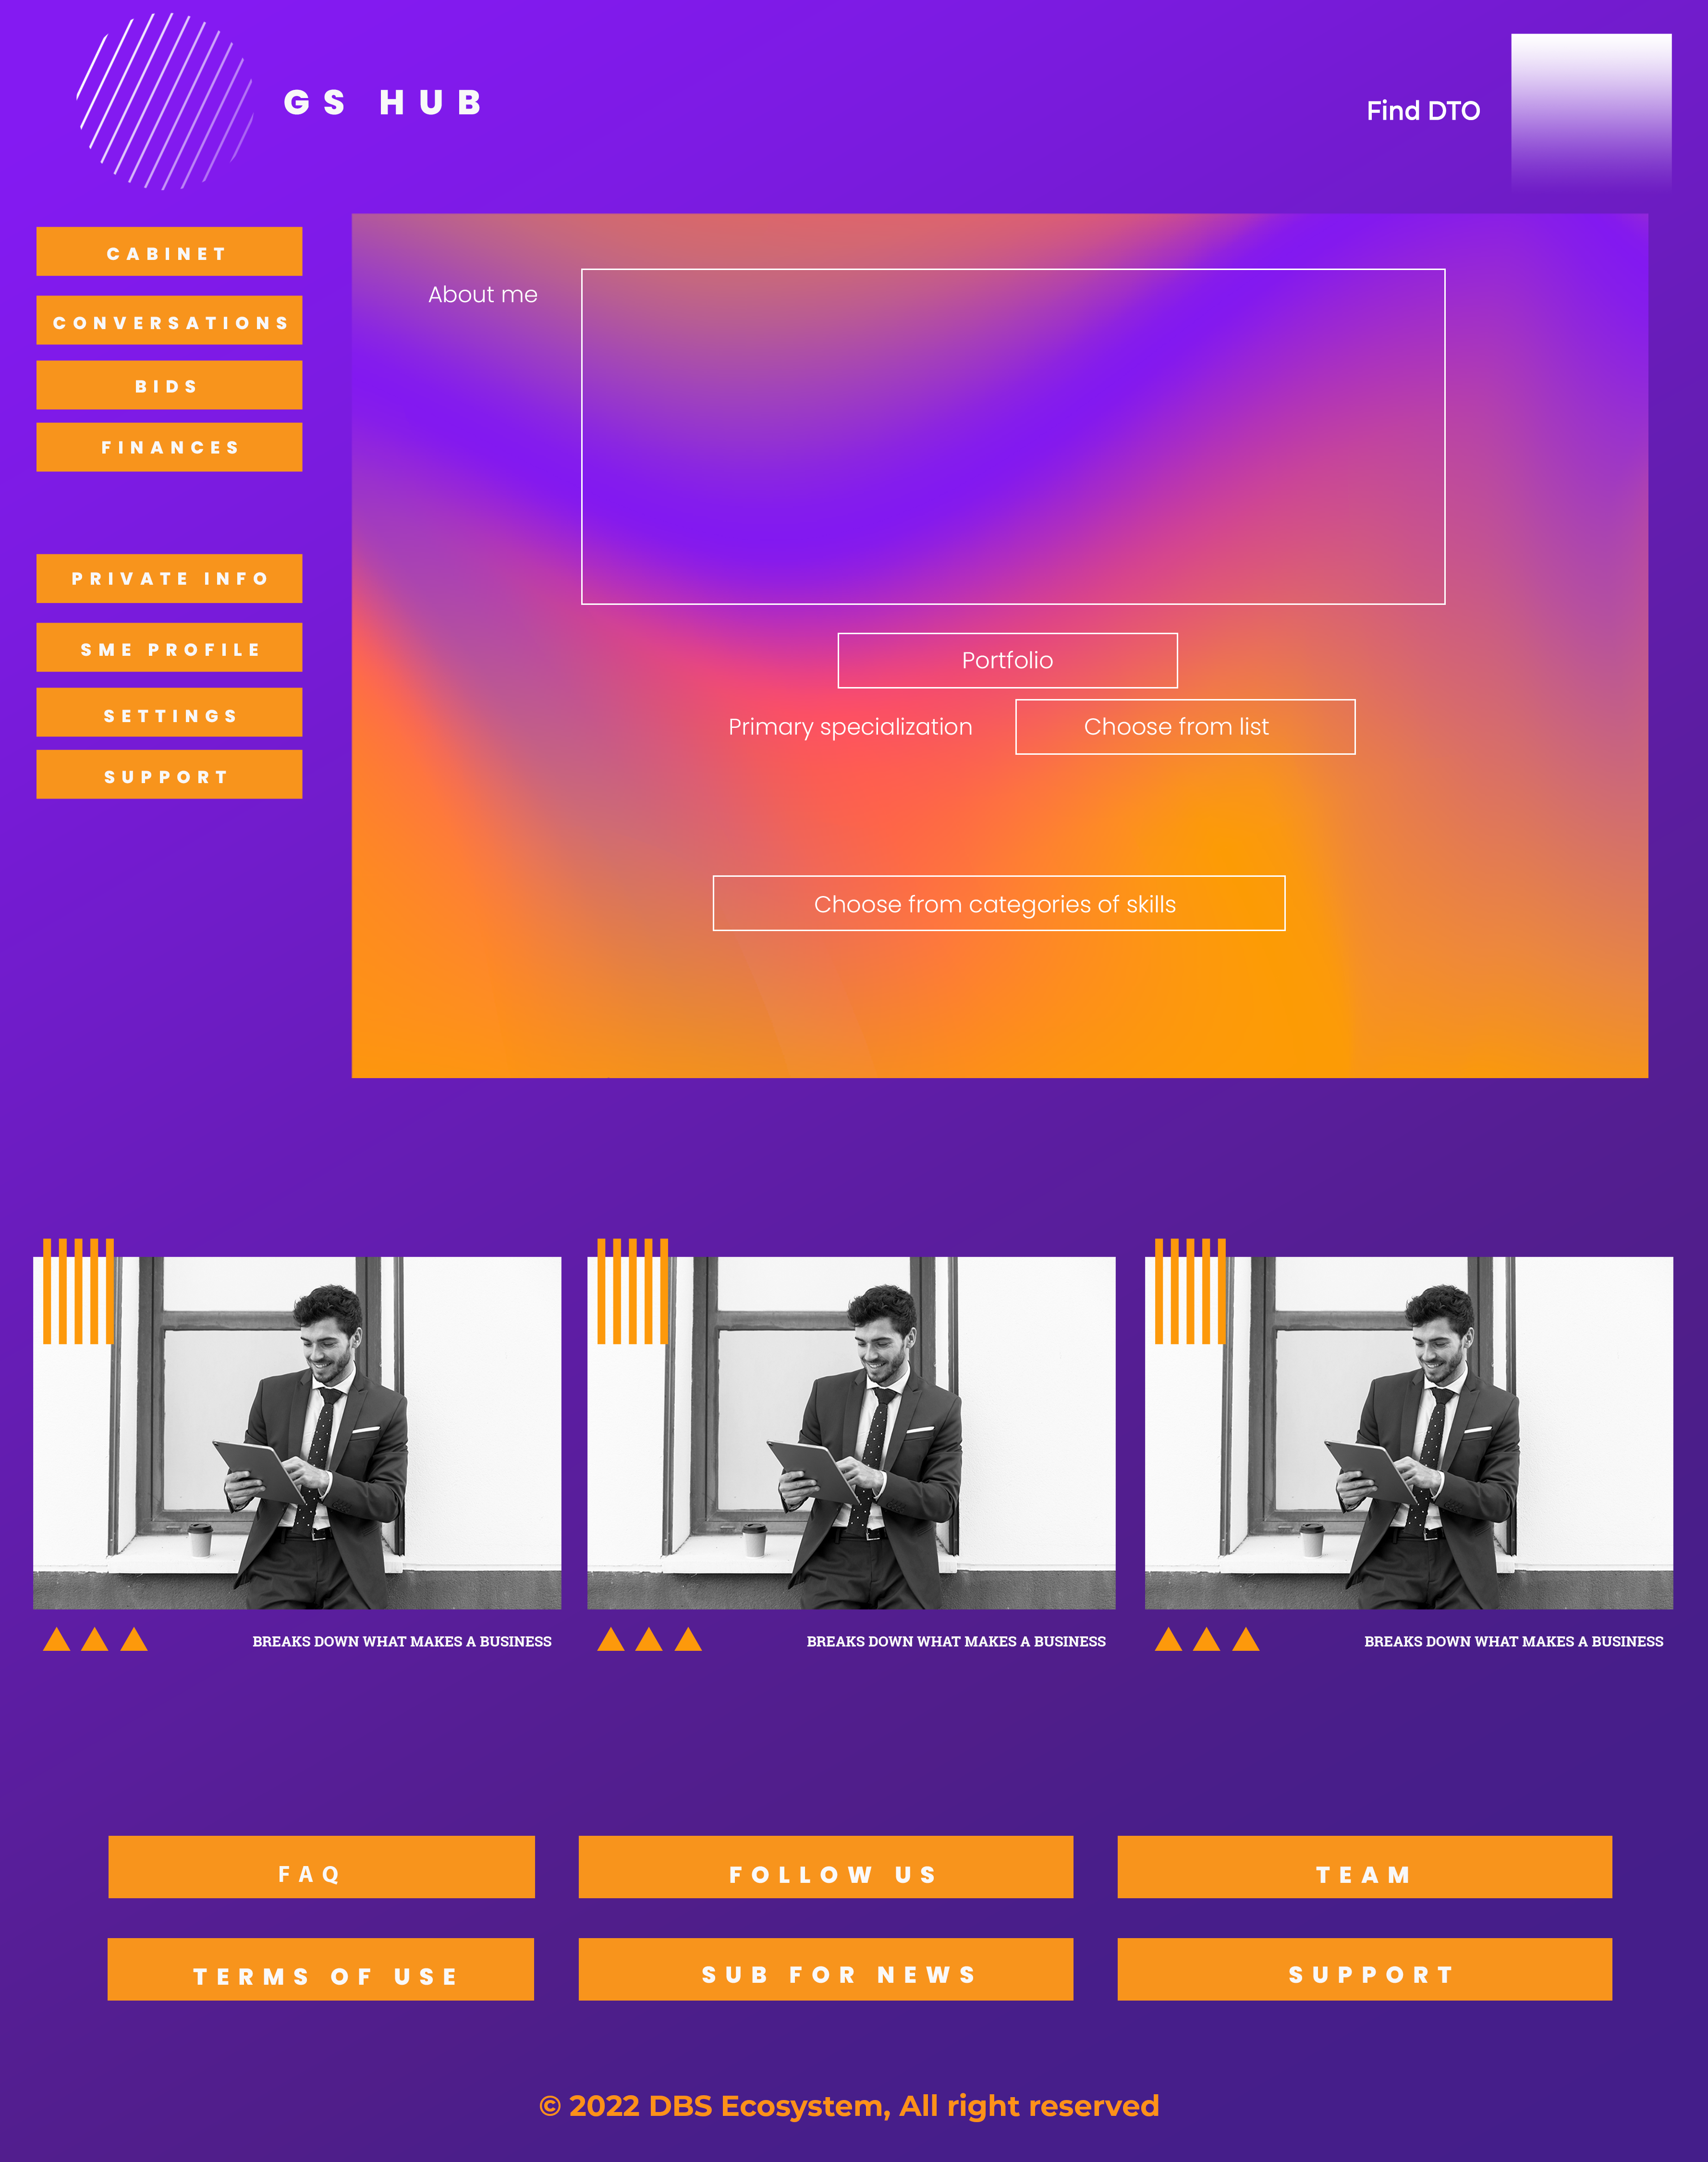 GS HUB
Find DTO
CABINET
CONVERSATIONS
BIDS
FINANCES
PRIVATE INFO
SME PROFILE
SETTINGS
SUPPORT
About me
Portfolio
Primary specialization
Choose from list
Choose from categories of skills
BREAKS DOWN WHAT MAKES A BUSINESS
BREAKS DOWN WHAT MAKES A BUSINESS
BREAKS DOWN WHAT MAKES A BUSINESS
FAQ
FOLLOW US
TEAM
TERMS OF USE
SUB FOR NEWS
SUPPORT
© 2022 DBS Ecosystem, All right reserved